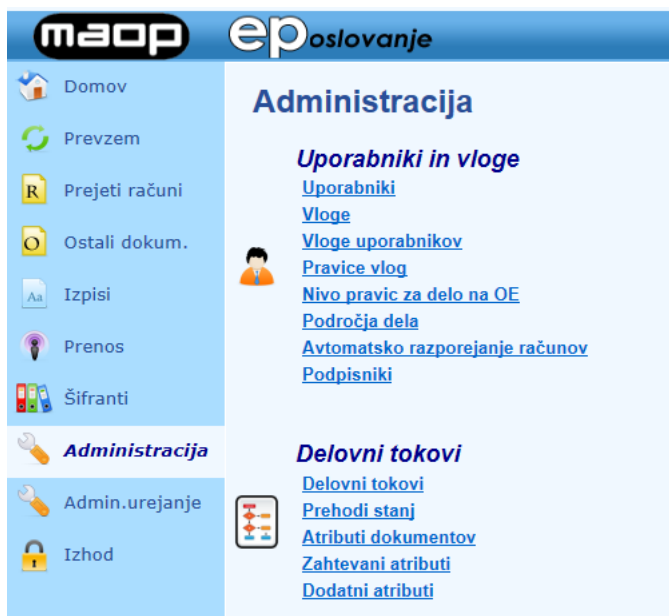 maop ePoslovanje
Domov
Prevzem
R Prejeti računi
O Ostali dokum.
Aa Izpisi
Prenos
Šifranti
Administracija
Admin.urejanje
Izhod
Administracija
Uporabniki in vloge
Uporabniki
Vloge
Vloge uporabnikov
Pravice vlog
Nivo pravic za delo na OE
Področja dela
Avtomatsko razporejanje računov
Podpisniki
Delovni tokovi
Delovni tokovi
Prehodi stanj
Atributi dokumentov
Zahtevani atributi
Dodatni atributi